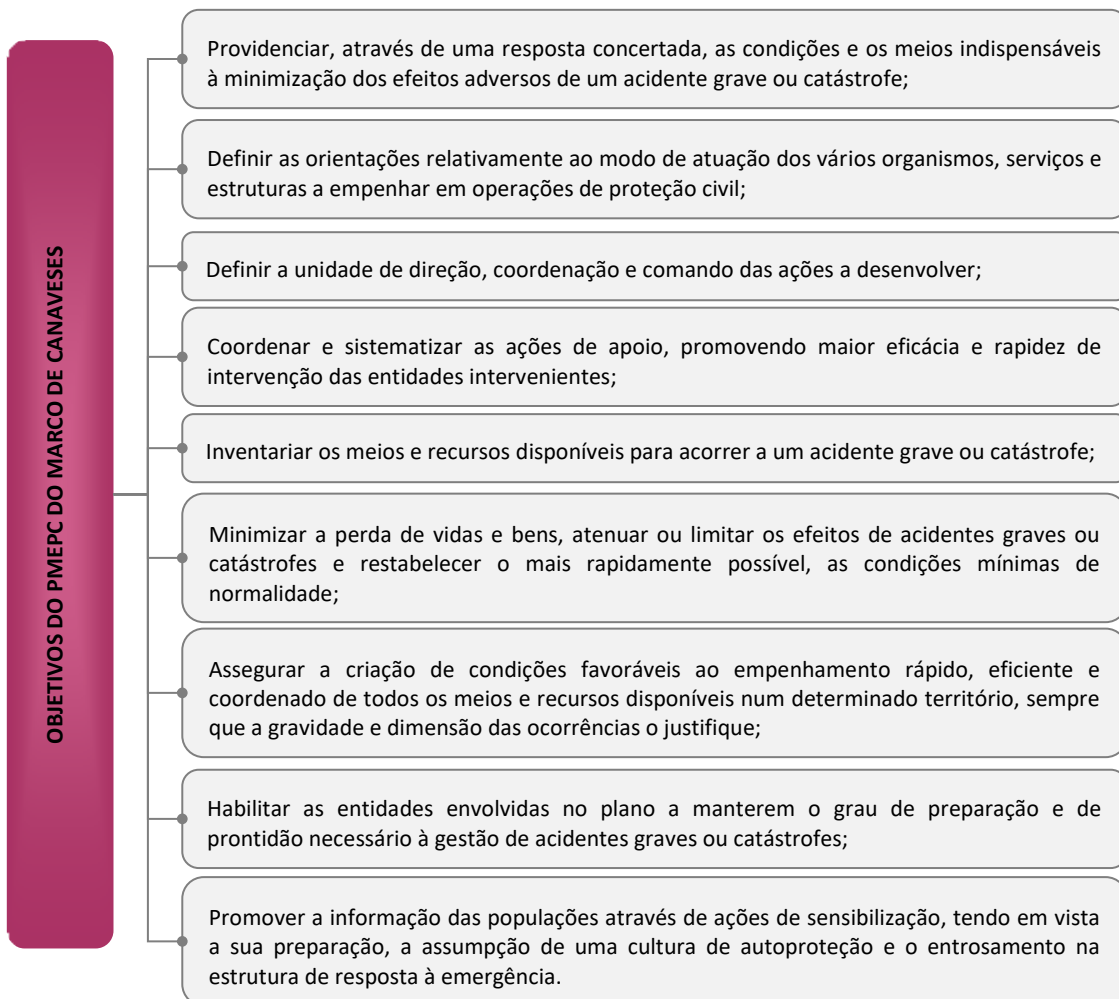 OBJETIVOS DO PMEPC DO MARCO DE CANAVESES
Providenciar, através de uma resposta concertada, as condições e os meios indispensáveis
à minimização dos efeitos adversos de um acidente grave ou catástrofe;
Definir as orientações relativamente ao modo de atuação dos vários organismos, serviços e
estruturas a empenhar em operações de proteção civil;
Definir a unidade de direção, coordenação e comando das ações a desenvolver;
Coordenar e sistematizar as ações de apoio, promovendo maior eficácia e rapidez de
intervenção das entidades intervenientes;
Inventariar os meios e recursos disponíveis para acorrer a um acidente grave ou catástrofe;
Minimizar a perda de vidas e bens, atenuar ou limitar os efeitos de acidentes graves ou
catástrofes e restabelecer o mais rapidamente possível, as condições mínimas de
normalidade;
Assegurar a criação de condições favoráveis ao empenhamento rápido, eficiente e
coordenado de todos os meios e recursos disponíveis num determinado território, sempre
que a gravidade e dimensão das ocorrências o justifique;
Habilitar as entidades envolvidas no plano a manterem o grau de preparação e de
prontidão necessário à gestão de acidentes graves ou catástrofes;
Promover a informação das populações através de ações de sensibilização, tendo em vista
a sua preparação, a assumpção de uma cultura de autoproteção e o entrosamento na
estrutura de resposta à emergência.